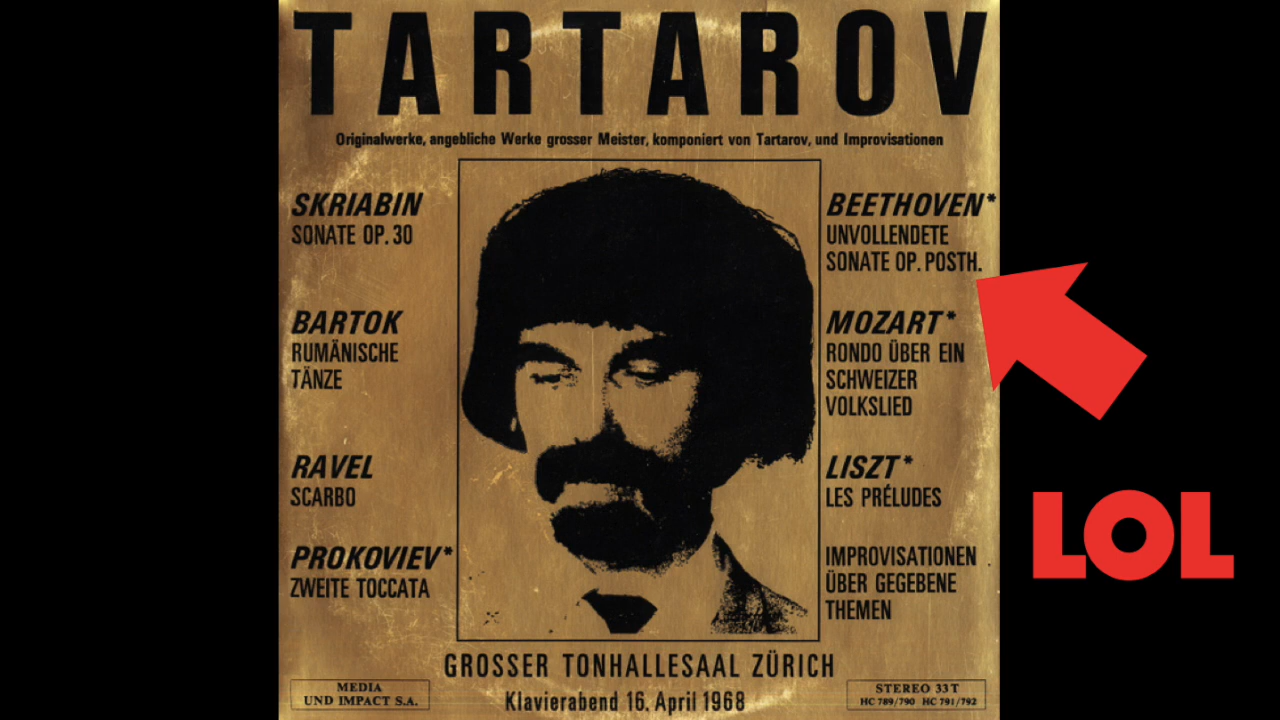 TARTAROV
Originalwerke, angebliche Werke grosser Meister, komponiert von Tartarov, und Improvisationen
SKRIABIN
SONATE OP. 30
BARTOK
RUMÄNISCHE
TÄNZE
RAVEL
SCARBO
PROKOVIEV*
ZWEITE TOCCATA
BEETHOVEN*
UNVOLLENDETE
SONATE OP. POSTH.
MOZART*
RONDO ÜBER EIN
SCHWEIZER
VOLKSLIED
LISZT*
LES PRÉLUDES
IMPROVISATIONEN
ÜBER GEGEBENE
THEMEN
LOL
GROSSER TONHALLESAAL ZÜRICH
Klavierabend 16. April 1968
MEDIA
UND IMPACT S.A.
STEREO 33 T
HC 789/790 HC 791/792